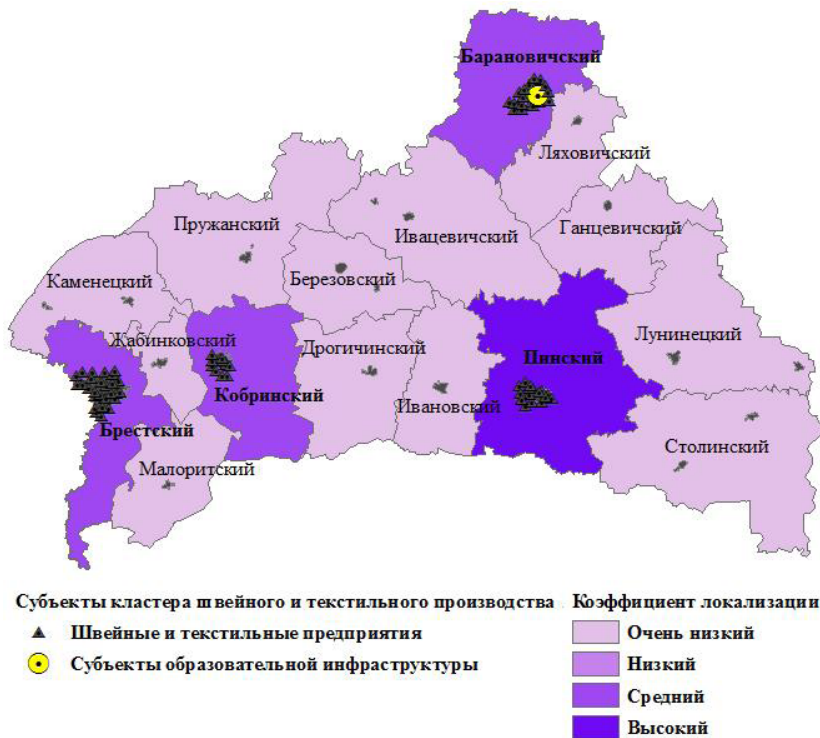 Барановичский
Ляховичский
Пружанский
Ивацевичский
Ганцевичский
Каменецкий
Березовский
Жабинковский
Дрогичинский
Лунинецкий
Пинский
Кобринский
Ивановский
Брестский
Столинский
Малоритский
Субъекты кластера швейного и текстильного производства
Швейные и текстильные предприятия
Субъекты образовательной инфраструктуры
Коэффициент локализации
Очень низкий
Низкий
Средний
Высокий